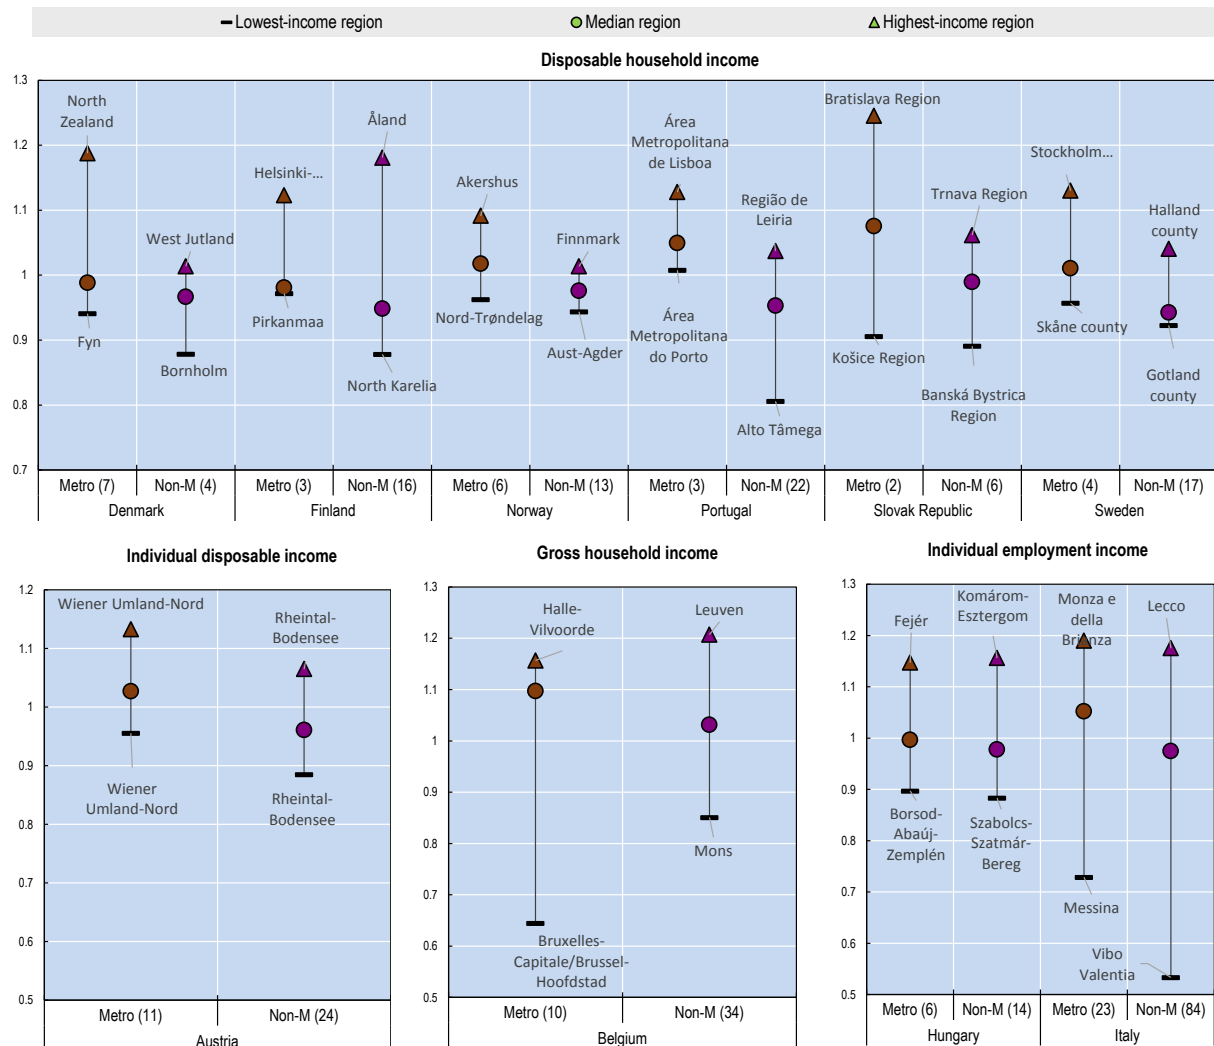 Lowest-income region
Median region
Highest-income region
Disposable household income
1.3
1.2
1.1
1
0.9
0.8
0.7
North
Zealand
Fyn
West Jutland
Bornholm
Helsinki-...
Pirkanmaa
Åland
North Karelia
Akershus
Nord-Trøndelag
Finnmark
Aust-Agder
Área
Metropolitana
de Lisboa
Área
Metropolitana
do Porto
Região de
Leiria
Alto Tâmega
Bratislava Region
Košice Region
Trnava Region
Banská Bystrica
Region
Stockholm...
Skåne county
Halland
county
Gotland
county
Metro (7)
Non-M (4)
Metro (3)
Non-M (16)
Metro (6)
Non-M (13)
Metro (3)
Non-M (22)
Metro (2)
Non-M (6)
Metro (4)
Non-M (17)
Denmark
Finland
Norway
Portugal
Slovak Republic
Sweden
Individual disposable income
1.2
1.1
1
0.9
0.8
0.7
0.6
0.5
Wiener Umland-Nord
Wiener
Umland-Nord
Rheintal-
Bodensee
Rheintal-
Bodensee
Metro (11)
Non-M (24)
Austria
Gross household income
1.3
1.2
1.1
1
0.9
0.8
0.7
0.6
0.5
Halle-
Vilvoorde
Bruxelles-
Capitale/Brussel-
Hoofdstad
Leuven
Mons
Metro (10)
Non-M (34)
Belgium
Individual employment income
1.3
1.2
1.1
1
0.9
0.8
0.7
0.6
0.5
Fejér
Borsod-
Abaúj-
Zemplén
Komárom-
Esztergom
Szabolcs-
Szatmár-
Bereg
Monza e
della
Brianza
Messina
Lecco
Vibo
Valentia
Metro (6)
Non-M (14)
Metro (23)
Non-M (84)
Hungary
Italy